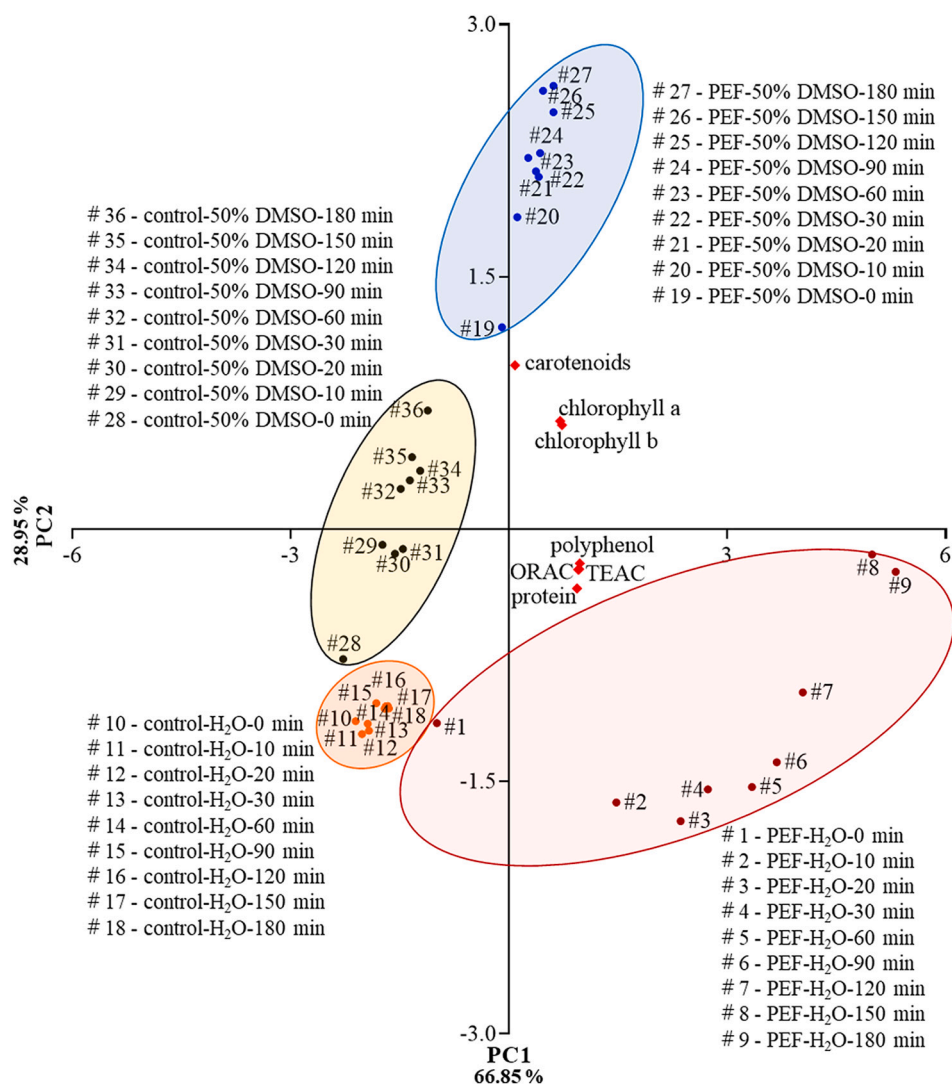 3.0
#27
#26
#25
#24
#23
#22
#21
#20
1.5
#19
# 27 - PEF-50% DMSO-180 min
# 26 - PEF-50% DMSO-150 min
# 25 - PEF-50% DMSO-120 min
# 24 - PEF-50% DMSO-90 min
# 23 - PEF-50% DMSO-60 min
# 22 - PEF-50% DMSO-30 min
# 21 - PEF-50% DMSO-20 min
# 20 - PEF-50% DMSO-10 min
# 19 - PEF-50% DMSO-0 min
# 36 - control-50% DMSO-180 min
# 35 - control-50% DMSO-150 min
# 34 - control-50% DMSO-120 min
# 33 - control-50% DMSO-90 min
# 32 - control-50% DMSO-60 min
# 31 - control-50% DMSO-30 min
# 30 - control-50% DMSO-20 min
# 29 - control-50% DMSO-10 min
# 28 - control-50% DMSO-0 min
carotenoids
chlorophyll a
chlorophyll b
#36
#35
#34
#33
#32
28.95 %
PC2
-6
-3
3
6
#29
#31
#30
polyphenol
ORAC
TEAC
protein
#8
#9
#28
#16
#15
#17
#10
#14
#18
#13
#11
#12
#1
#7
#6
#5
#4
#2
#3
-1.5
# 10 - control-H₂O-0 min
# 11 - control-H₂O-10 min
# 12 - control-H₂O-20 min
# 13 - control-H₂O-30 min
# 14 - control-H₂O-60 min
# 15 - control-H₂O-90 min
# 16 - control-H₂O-120 min
# 17 - control-H₂O-150 min
# 18 - control-H₂O-180 min
# 1 - PEF-H₂O-0 min
# 2 - PEF-H₂O-10 min
# 3 - PEF-H₂O-20 min
# 4 - PEF-H₂O-30 min
# 5 - PEF-H₂O-60 min
# 6 - PEF-H₂O-90 min
# 7 - PEF-H₂O-120 min
# 8 - PEF-H₂O-150 min
# 9 - PEF-H₂O-180 min
-3.0
PC1
66.85 %